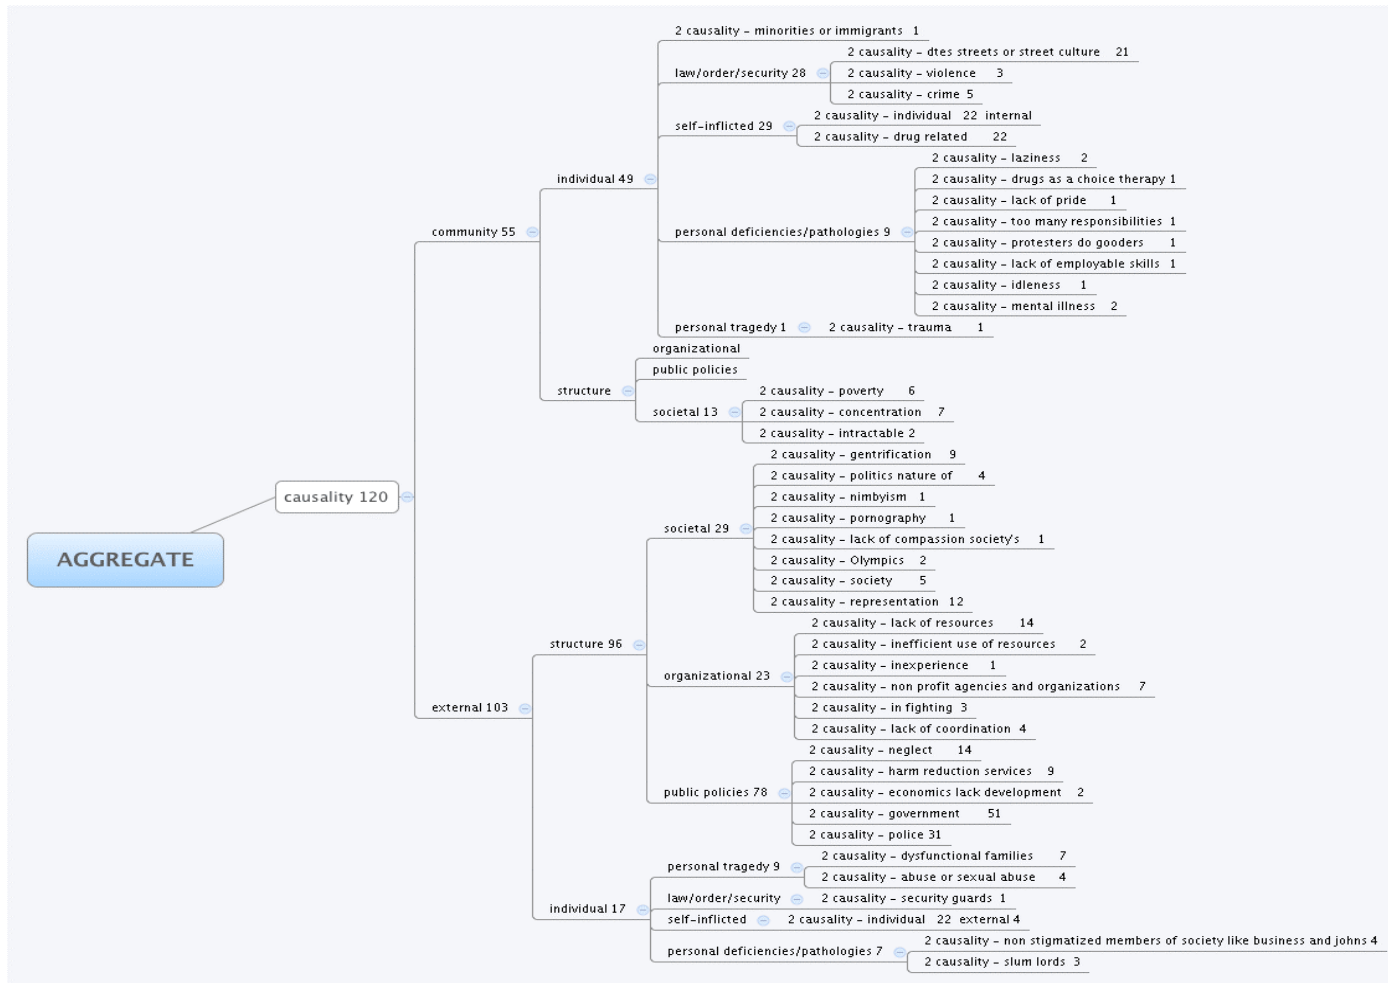 2 causality - minorities or immigrants 1
2 causality - dtes streets or street culture 21
law/order/security 28
2 causality - violence 3
2 causality - crime 5
2 causality - individual 22 internal
self-inflicted 29
2 causality - drug related 22
2 causality - laziness 2
individual 49
2 causality - drugs as a choice therapy 1
2 causality - lack of pride 1
2 causality - too many responsibilities 1
community 55
personal deficiencies/pathologies 9
2 causality - protesters do gooders 1
2 causality - lack of employable skills 1
2 causality - idleness 1
2 causality - mental illness 2
personal tragedy 1
2 causality - trauma 1
organizational
public policies
structure
2 causality - poverty 6
societal 13
2 causality - concentration 7
2 causality - intractable 2
2 causality - gentrification 9
2 causality - politics nature of 4
causality 120
2 causality - nimbyism 1
2 causality - pornography 1
societal 29
2 causality - lack of compassion society's 1
AGGREGATE
2 causality - Olympics 2
2 causality - society 5
2 causality - representation 12
2 causality - lack of resources 14
structure 96
2 causality - inefficient use of resources 2
2 causality - inexperience 1
organizational 23
2 causality - non profit agencies and organizations 7
external 103
2 causality - in fighting 3
2 causality - lack of coordination 4
2 causality - neglect 14
2 causality - harm reduction services 9
public policies 78
2 causality - economics lack development 2
2 causality - government 51
2 causality - police 31
2 causality - dysfunctional families 7
personal tragedy 9
2 causality - abuse or sexual abuse 4
law/order/security
2 causality - security guards 1
individual 17
self-inflicted
2 causality - individual 22 external 4
2 causality - non stigmatized members of society like business and johns 4
personal deficiencies/pathologies 7
2 causality - slum lords 3